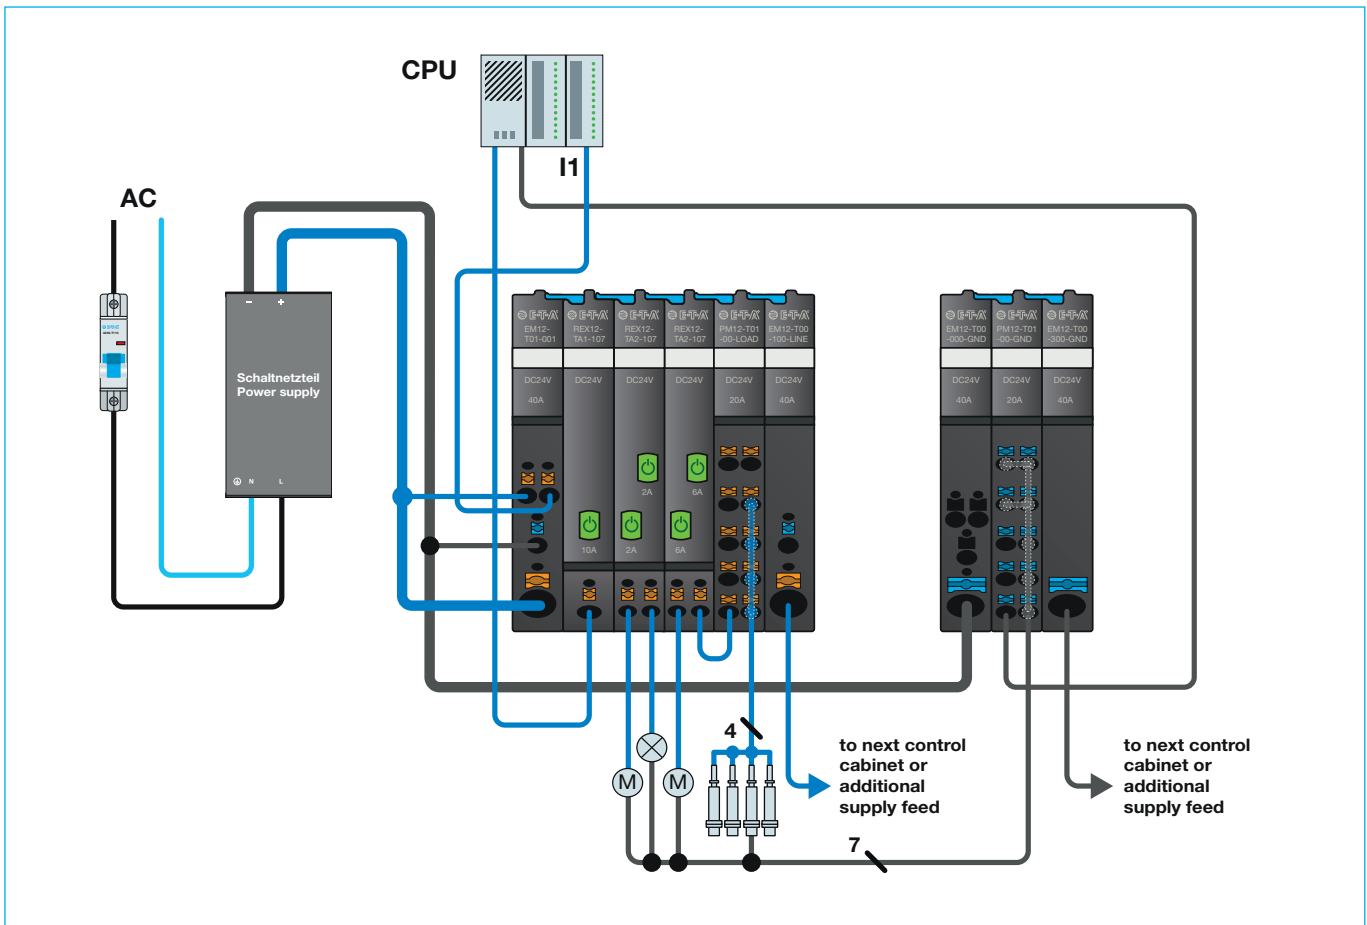 CPU
I1
AC
− +
Schaltnetzteil
Power supply
N L
E-T-A E-T-A E-T-A E-T-A E-T-A E-T-A
EM12- REX12- REX12- REX12- PM12-T01 EM12-T00
T01-001 TA1-107 TA2-107 TA2-107 -00-LOAD -100-LINE
DC24V DC24V DC24V DC24V DC24V DC24V
40A 20A 40A
2A 6A
10A 2A 6A
E-T-A E-T-A E-T-A
EM12-T00 PM12-T01 EM12-T00
-000-GND -00-GND -300-GND
DC24V DC24V DC24V
40A 20A 40A
4
M M
to next control
cabinet or
additional
supply feed
to next control
cabinet or
additional
supply feed
7